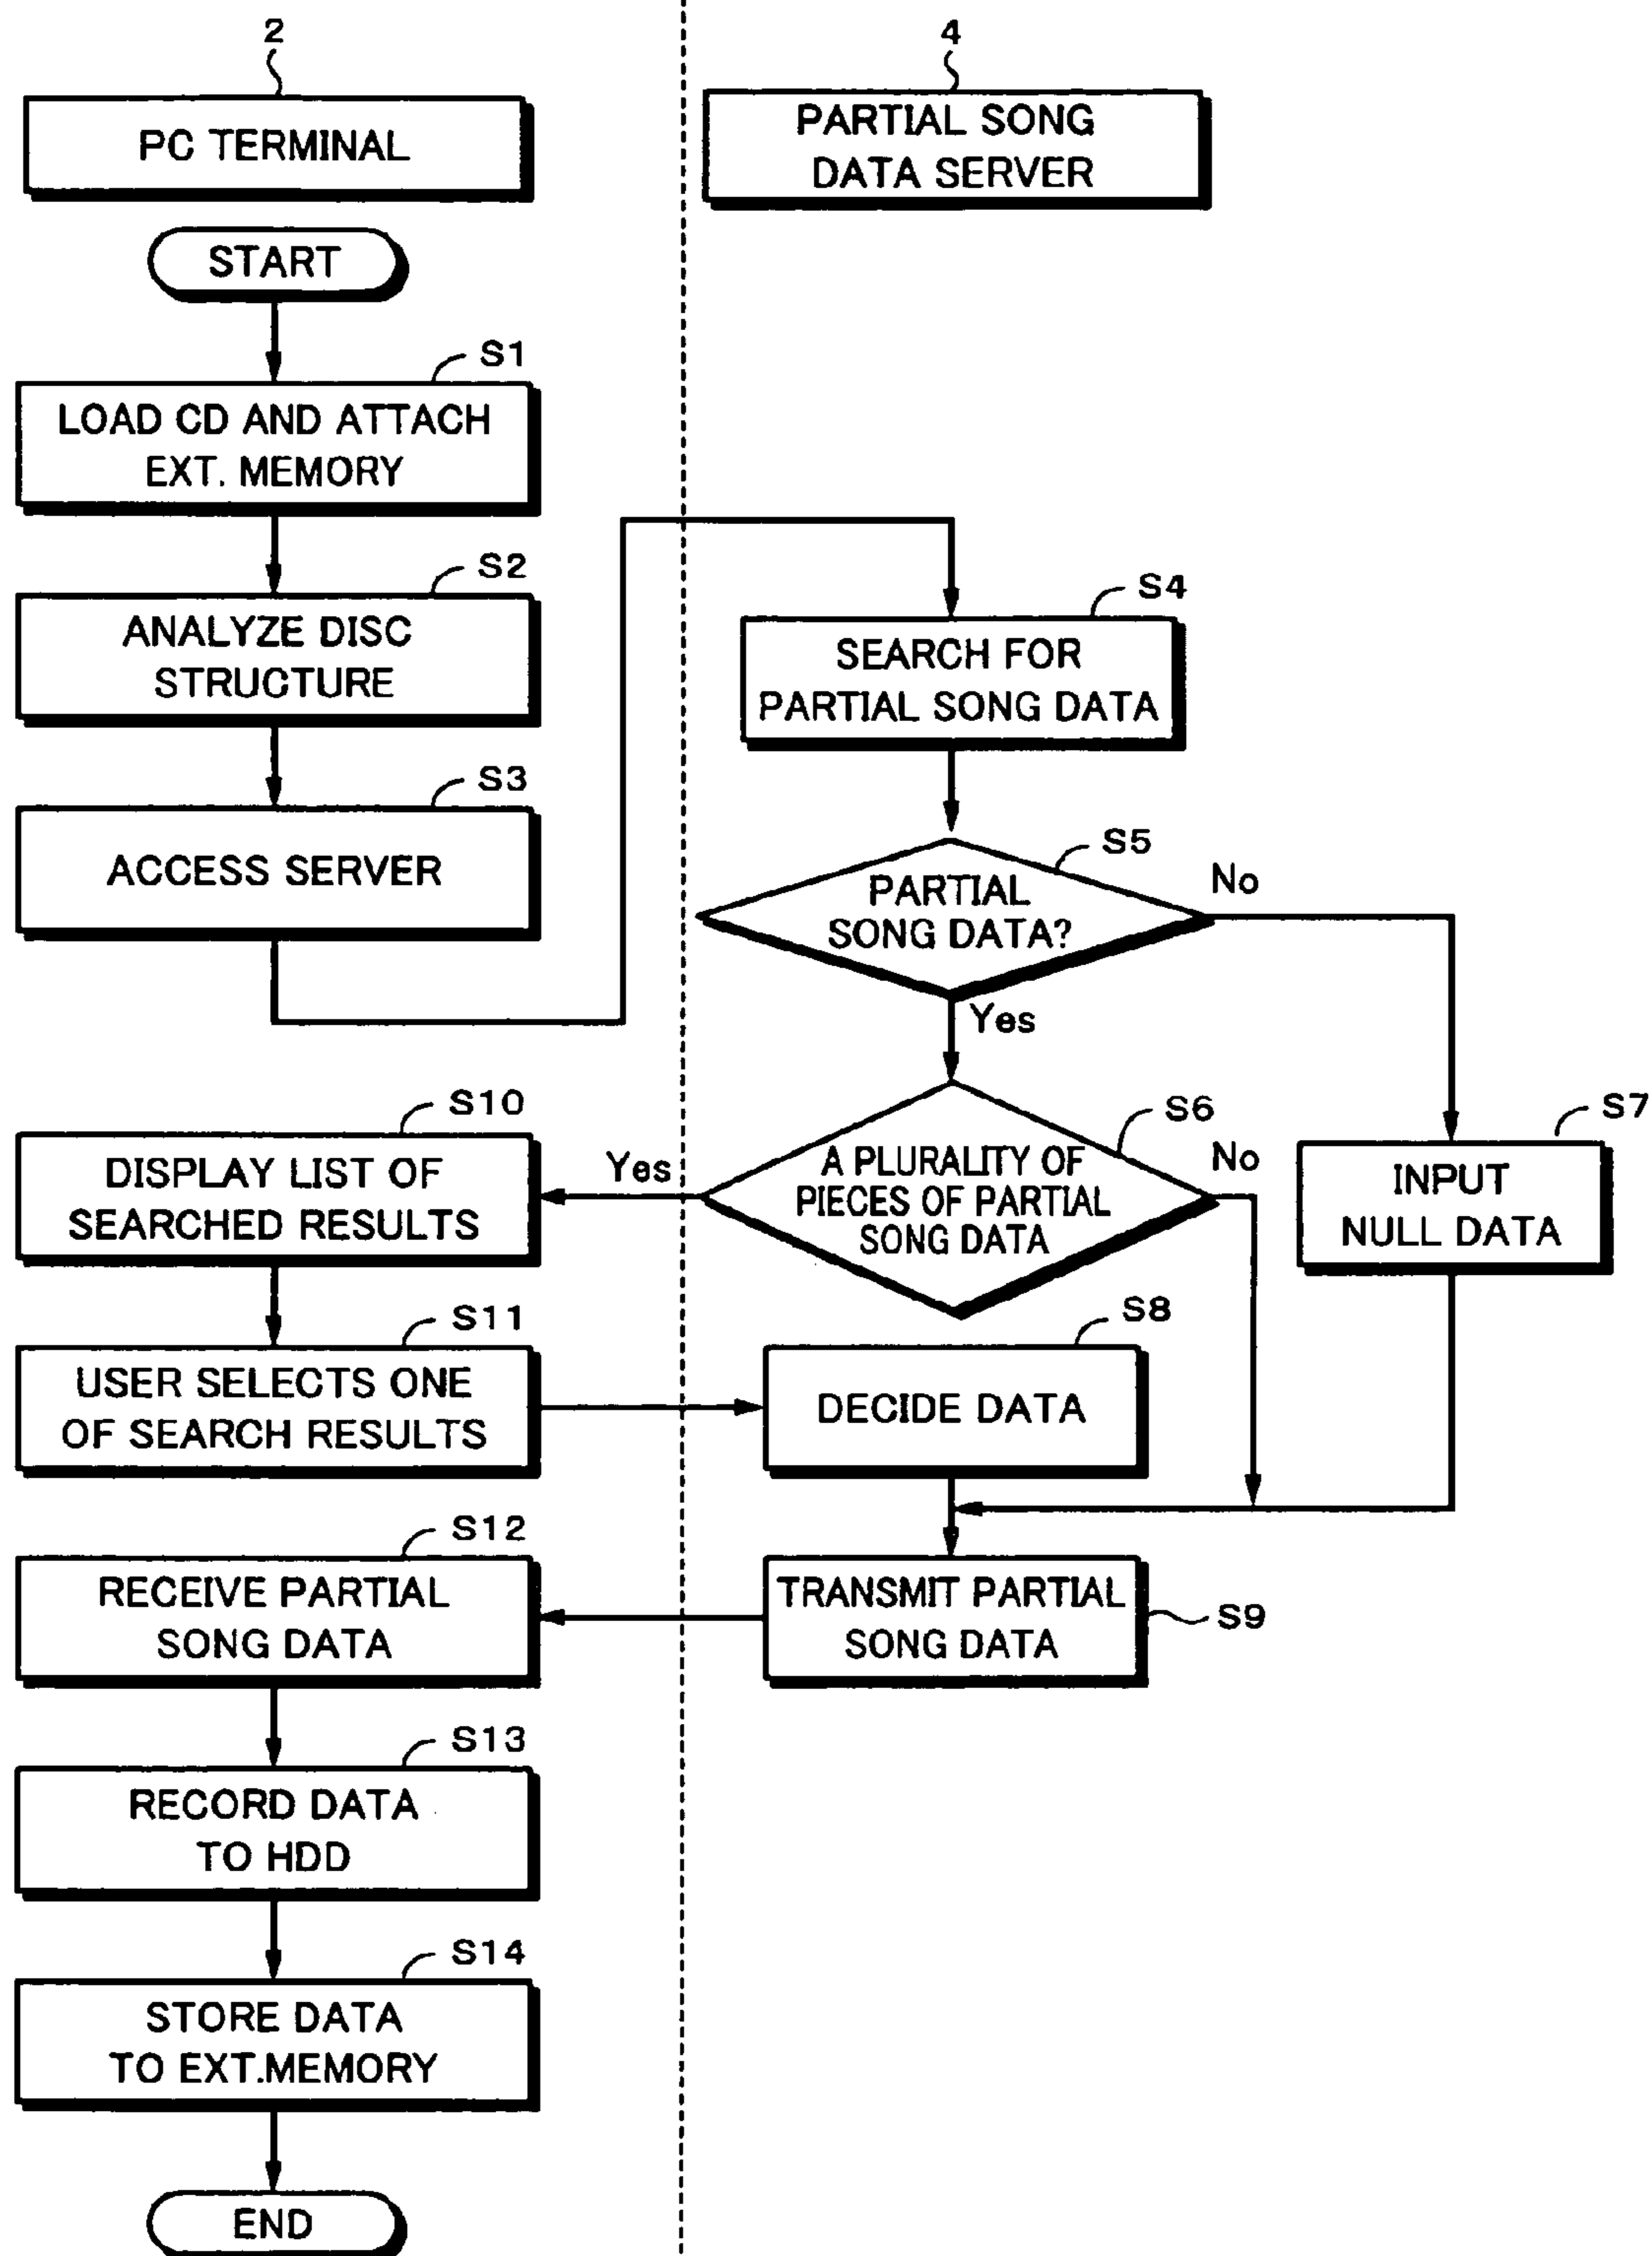 2
PC TERMINAL
4
PARTIAL SONG
DATA SERVER
START
S1
LOAD CD AND ATTACH
EXT. MEMORY
S2
ANALYZE DISC
STRUCTURE
S3
ACCESS SERVER
S4
SEARCH FOR
PARTIAL SONG DATA
S5
PARTIAL
SONG DATA?
No
Yes
S6
A PLURALITY OF
PIECES OF PARTIAL
SONG DATA
Yes
No
S7
INPUT
NULL DATA
S10
DISPLAY LIST OF
SEARCHED RESULTS
S11
USER SELECTS ONE
OF SEARCH RESULTS
S8
DECIDE DATA
S9
TRANSMIT PARTIAL
SONG DATA
S12
RECEIVE PARTIAL
SONG DATA
S13
RECORD DATA
TO HDD
S14
STORE DATA
TO EXT.MEMORY
END